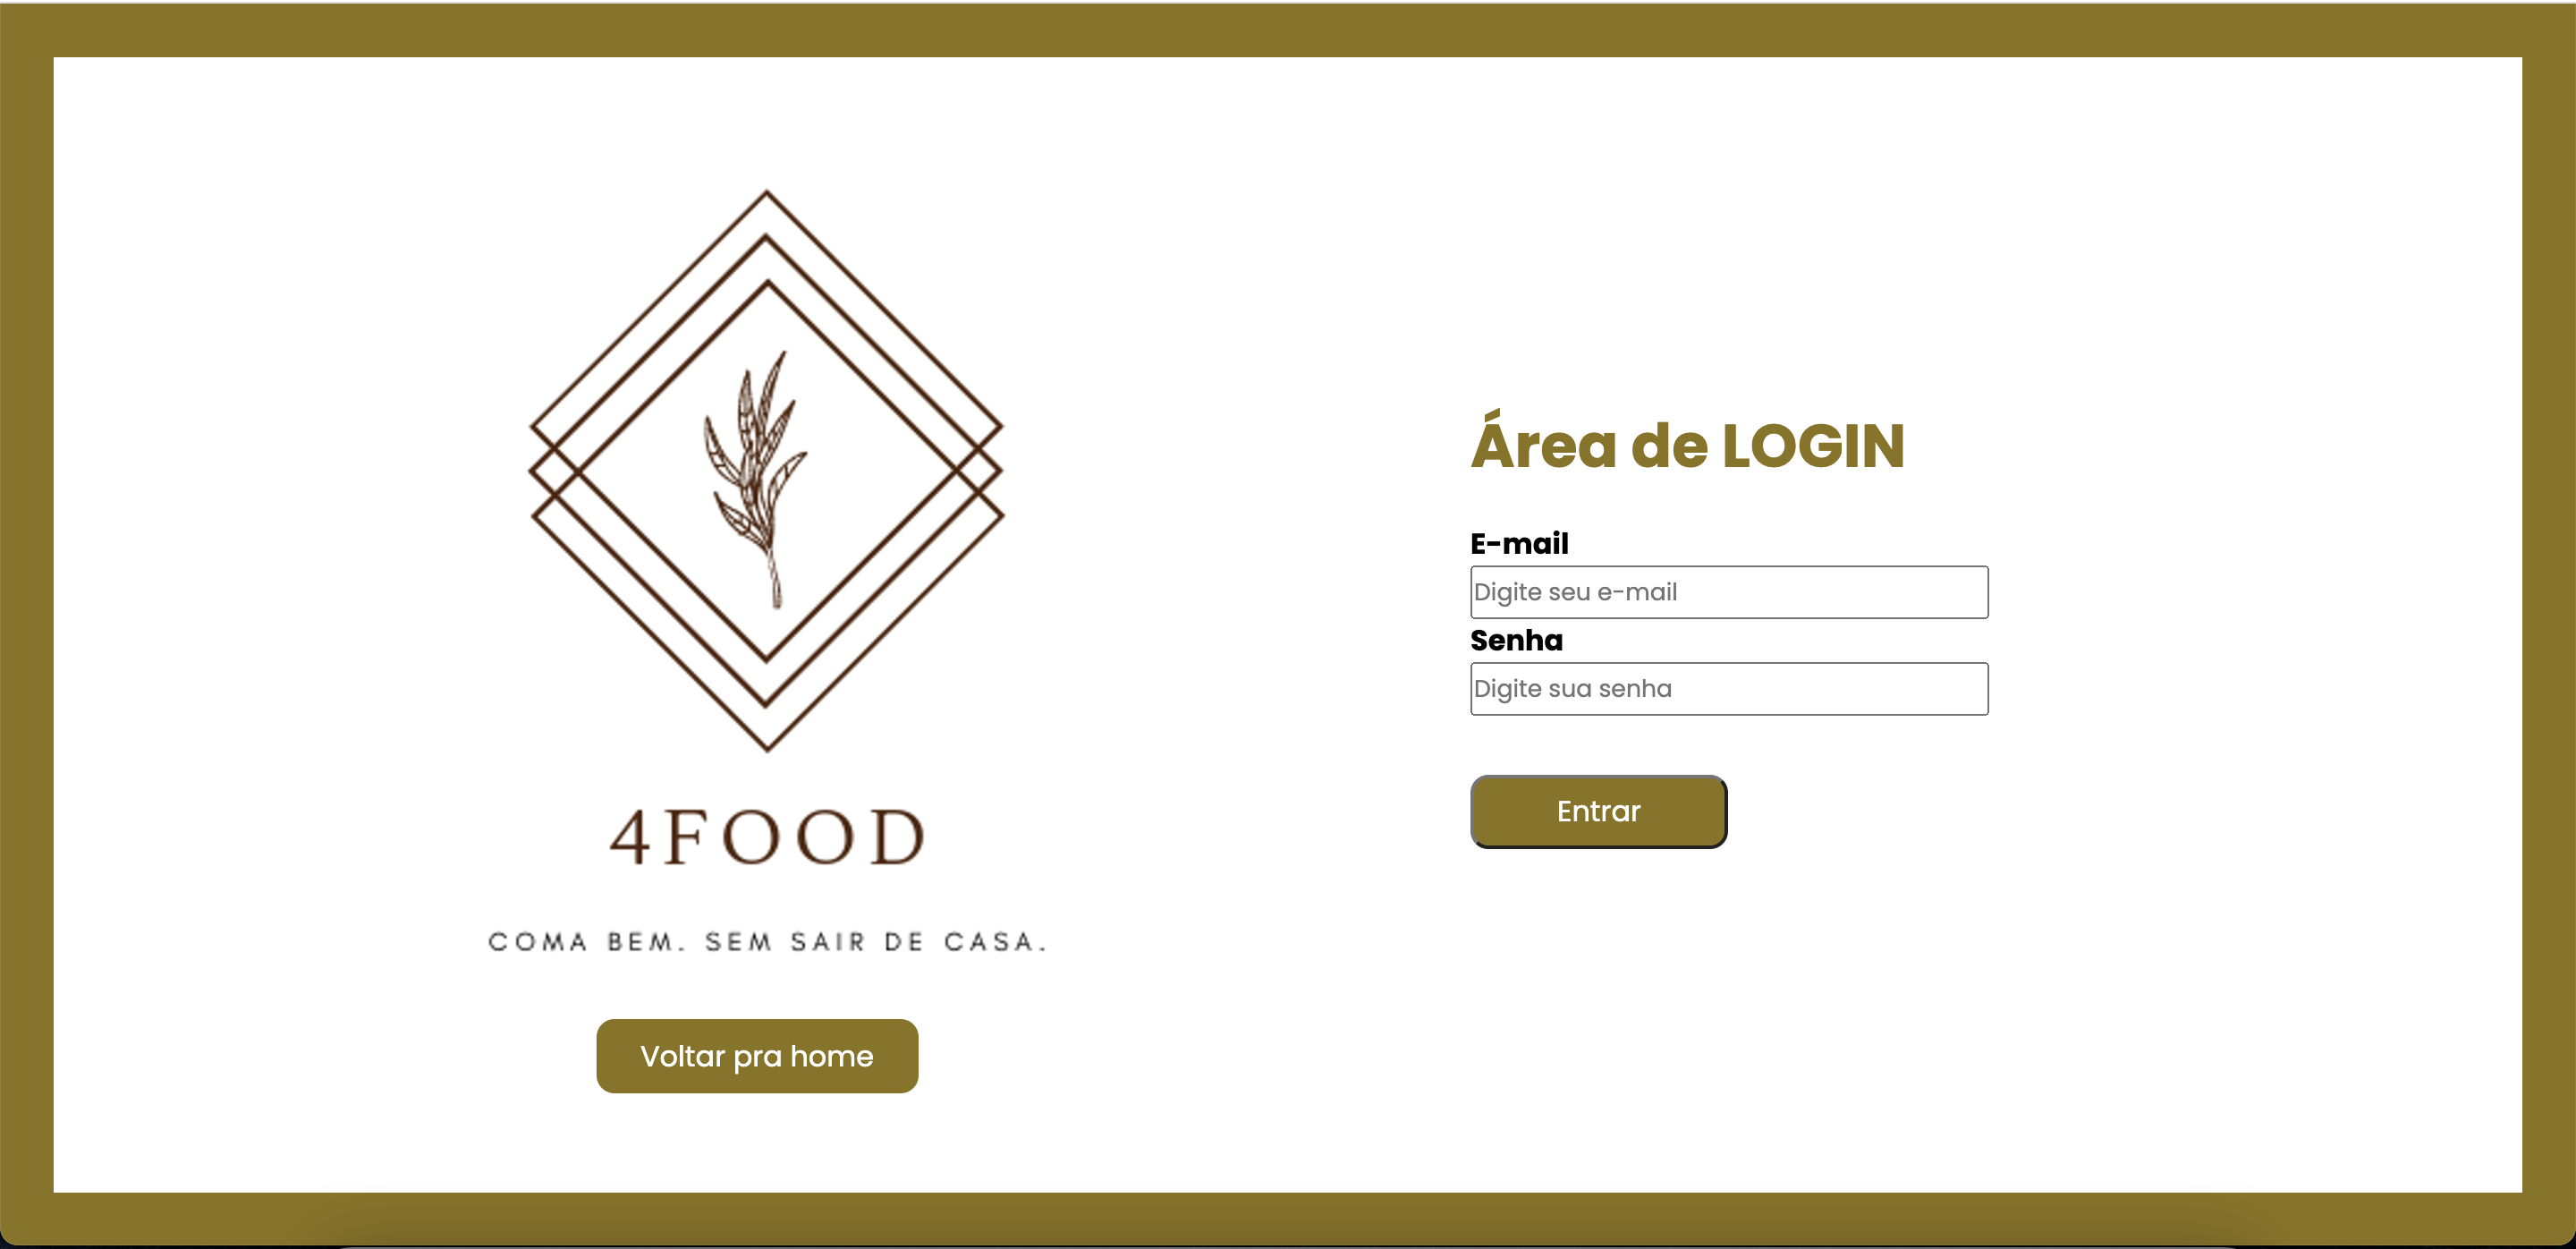 4FOOD
COMA BEM. SEM SAIR DE CASA.
Voltar pra home
Área de LOGIN
E-mail
Digite seu e-mail
Senha
Digite sua senha
Entrar